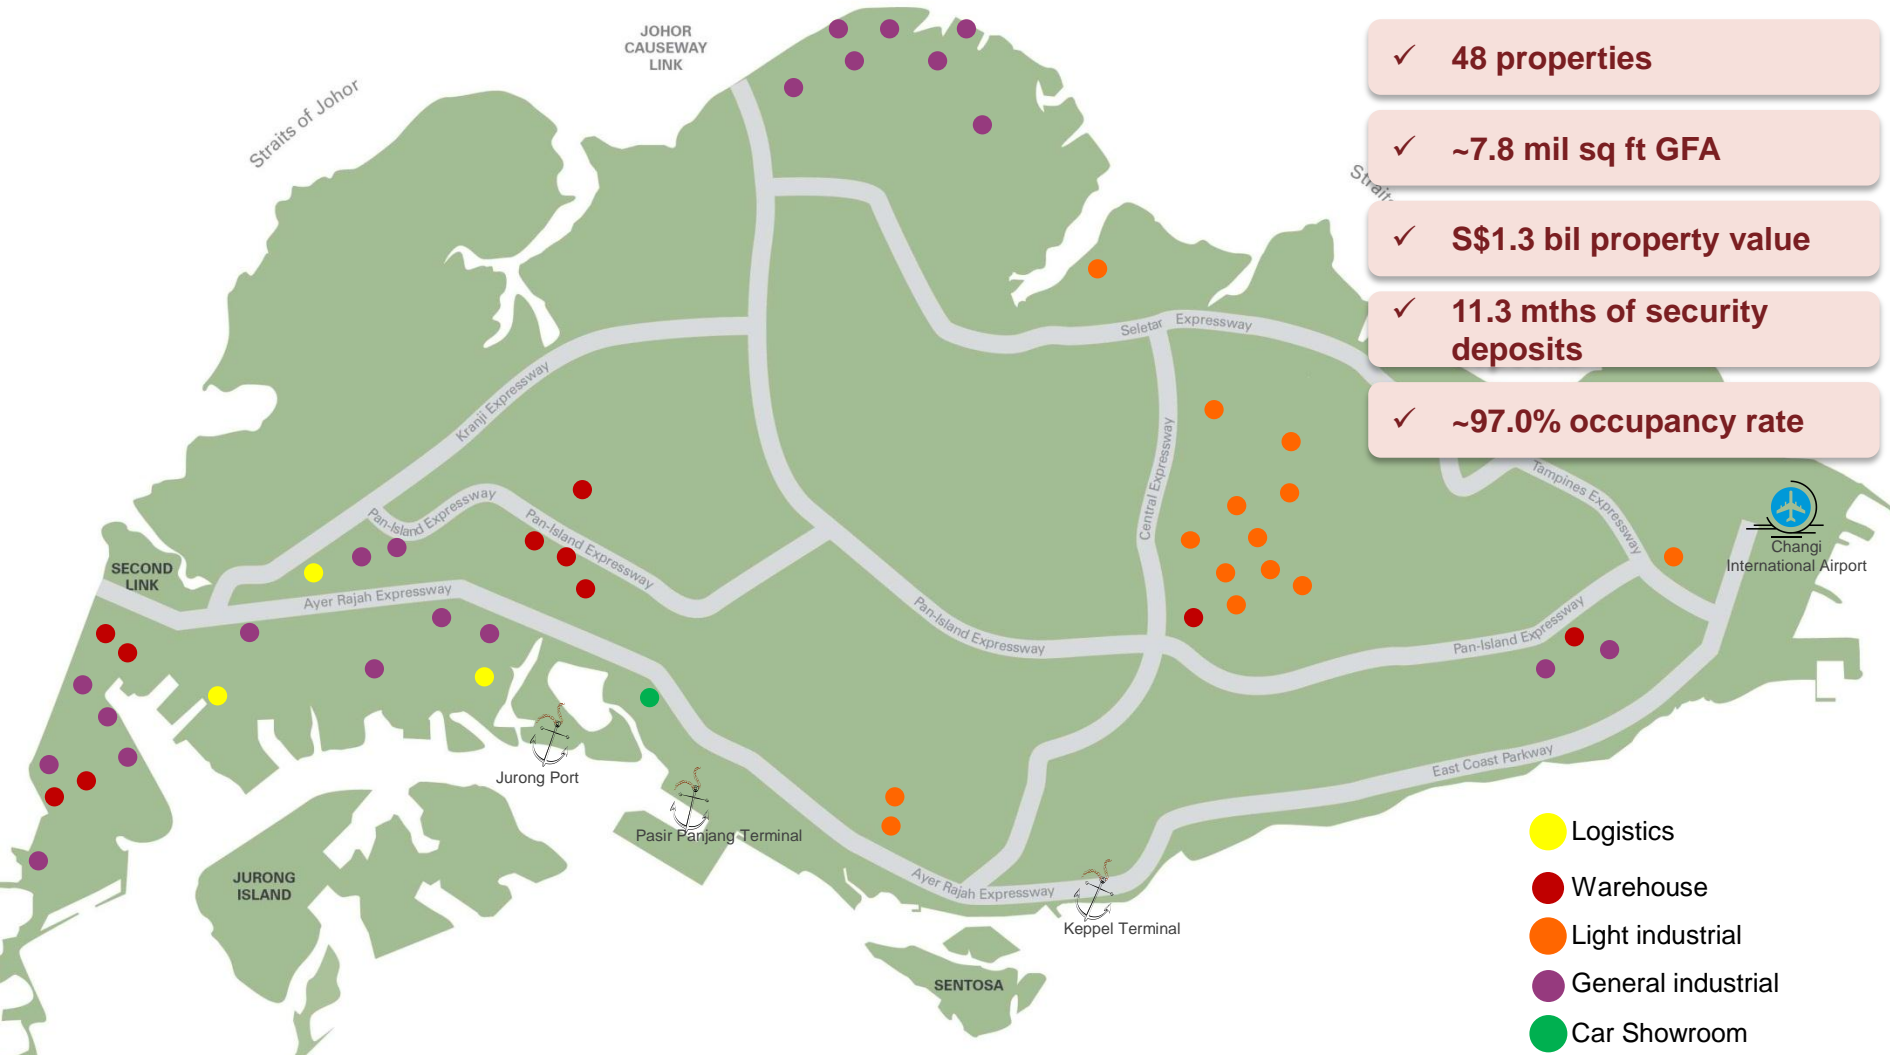 JOHOR
CAUSEWAY
LINK
Straits of Johor
✓ 48 properties
✓ ~7.8 mil sq ft GFA
Straits
✓ S$1.3 bil property value
✓ 11.3 mths of security
deposits
✓ ~97.0% occupancy rate
Seletar Expressway
Kranji Expressway
Central Expressway
Tampines Expressway
Pan-Island Expressway
Pan-Island Expressway
Changi
International Airport
SECOND
LINK
Ayer Rajah Expressway
Pan-Island Expressway
Pan-Island Expressway
East Coast Parkway
Jurong Port
Pasir Panjang Terminal
JURONG
ISLAND
Ayer Rajah Expressway
Keppel Terminal
SENTOSA
Logistics
Warehouse
Light industrial
General industrial
Car Showroom